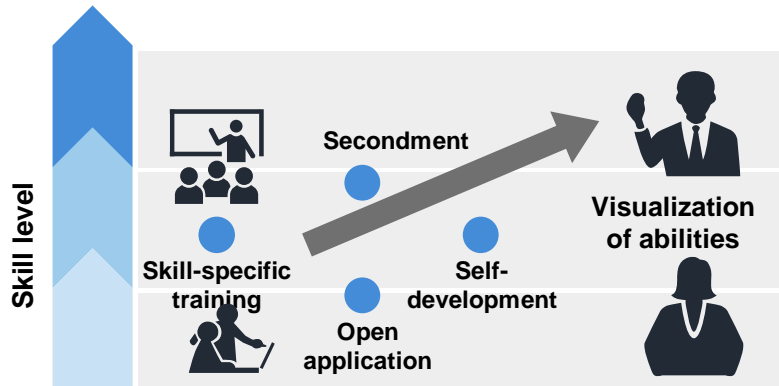 Skill level
Secondment
Skill-specific
training
Open
application
Self-
development
Visualization
of abilities